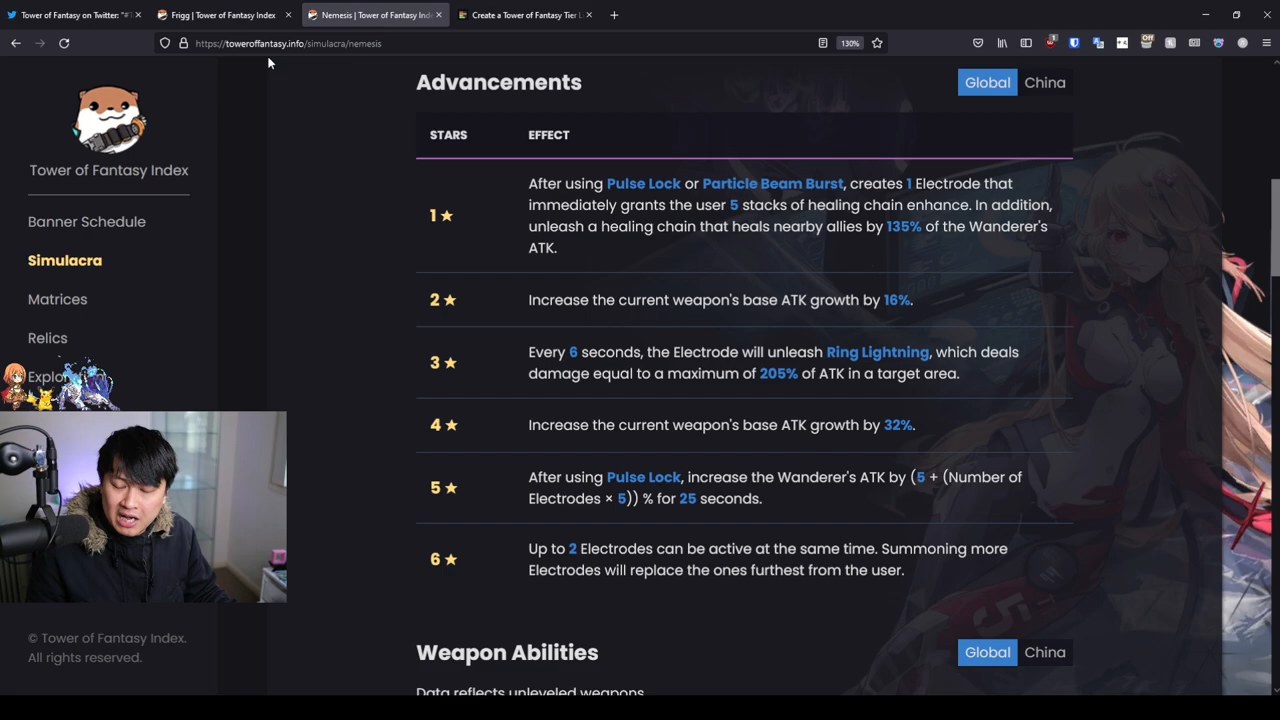 Tower of Fantasy on Twitter: "#T
Frigg | Tower of Fantasy Index
Nemesis | Tower of Fantasy Ind
Create a Tower of Fantasy Tier L
https://toweroffantasy.info/simulacra/nemesis
130%
Off
Tower of Fantasy Index
Banner Schedule
Simulacra
Matrices
Relics
© Tower of Fantasy Index.
All rights reserved.
Advancements
Global
China
STARS
EFFECT
1 ★
After using Pulse Lock or Particle Beam Burst, creates 1 Electrode that
immediately grants the user 5 stacks of healing chain enhance. In addition,
unleash a healing chain that heals nearby allies by 135% of the Wanderer's
ATK.
2 ★
Increase the current weapon's base ATK growth by 16%.
3 ★
Every 6 seconds, the Electrode will unleash Ring Lightning, which deals
damage equal to a maximum of 205% of ATK in a target area.
4 ★
Increase the current weapon's base ATK growth by 32%.
5 ★
After using Pulse Lock, increase the Wanderer's ATK by (5 + (Number of
Electrodes × 5)) % for 25 seconds.
6 ★
Up to 2 Electrodes can be active at the same time. Summoning more
Electrodes will replace the ones furthest from the user.
Weapon Abilities
Global
China
Data reflects unleveled weapons